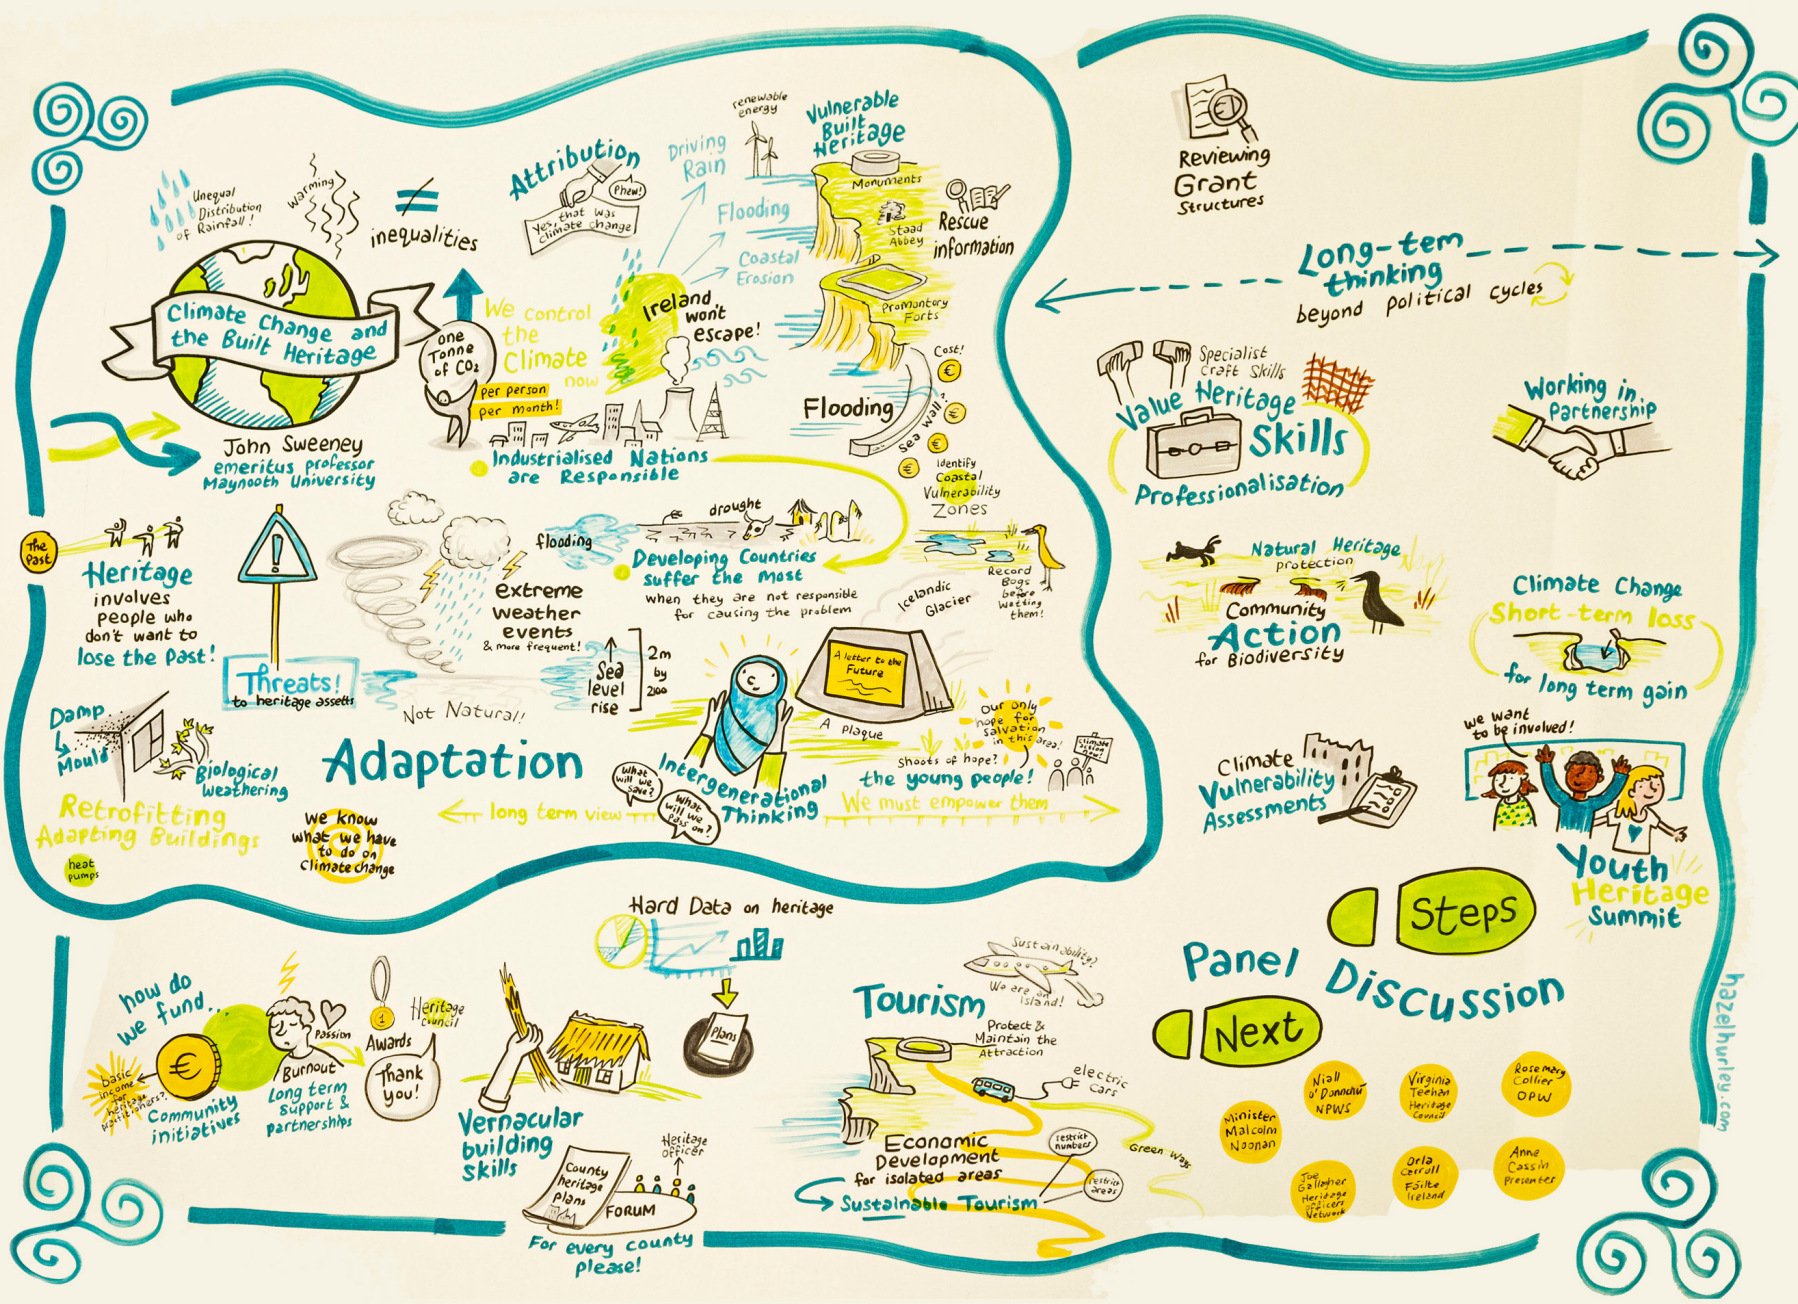 Unequal
Distribution
of Rainfall!
Warming
≠
inequalities
Climate Change and
the Built Heritage
John Sweeney
emeritus professor
Maynooth University
one
Tonne
of CO₂
per person
per month!
We control
the
Climate
now
Attribution
Phew!
Yes, that was
climate change
Driving
Rain
Flooding
Coastal
Erosion
Ireland
won't
escape!
renewable
energy
Vulnerable
Built
Heritage
Monuments
Staad
Abbey
Promontory
Forts
Rescue
information
Flooding
Sea Wall?
Cost!
€
€
€
€
Identify
Coastal
Vulnerability
Zones
Industrialised Nations
are Responsible
The
Past
Heritage
involves
people who
don't want to
lose the Past!
!
Threats!
to heritage assets
extreme
weather
events
& more frequent!
Not Natural!
flooding
drought
Developing Countries
suffer the most
when they are not responsible
for causing the problem
Record
Bogs
before
wetting
them!
Sea
level
rise
2m
by
2100
Icelandic
Glacier
A letter to the
Future
A plaque
Damp
Mould
Biological
Weathering
Retrofitting
Adapting Buildings
heat
pumps
Adaptation
We know
what we have
to do on
Climate change
long term view
What
will we
save?
What
will we
pass on?
Intergenerational
Thinking
Our only
hope for
salvation
in this area!
shoots of hope?
the young people!
We must empower them
climate
action
now!
Reviewing
Grant
Structures
Long-tem
thinking
beyond political cycles
Specialist
Craft Skills
Value Heritage
Skills
Professionalisation
Working in
Partnership
Natural Heritage
protection
Community
Action
for Biodiversity
Climate Change
Short-term loss
for long term gain
Climate
Vulnerability
Assessments
We want
to be involved!
Youth
Heritage
Summit
how do
we fund...
€
basic
income
for
heritage
practitioners?
Community
initiatives
Burnout
Passion
Long term
support &
partnerships
1
Awards
Heritage
Council
Thank
you!
Vernacular
building
skills
Hard Data on heritage
Plans
County
heritage
plans
FORUM
Heritage
Officer
For every county
please!
Tourism
Sustainability?
We are an
island!
Protect &
Maintain the
Attraction
electric
cars
Green Ways
Economic
Development
for isolated areas
Sustainable Tourism
restrict
numbers
restrict
areas
Panel Discussion
Next
Steps
Minister
Malcolm
Noonan
Niall
O'Donnchú
NPWS
Virginia
Teehan
Heritage
Council
Rosemary
Collier
OPW
Joe
Gallagher
Heritage
Officers
Network
Orla
Carroll
Fáilte
Ireland
Anne
Cassin
Presenter
hazelhurley.com